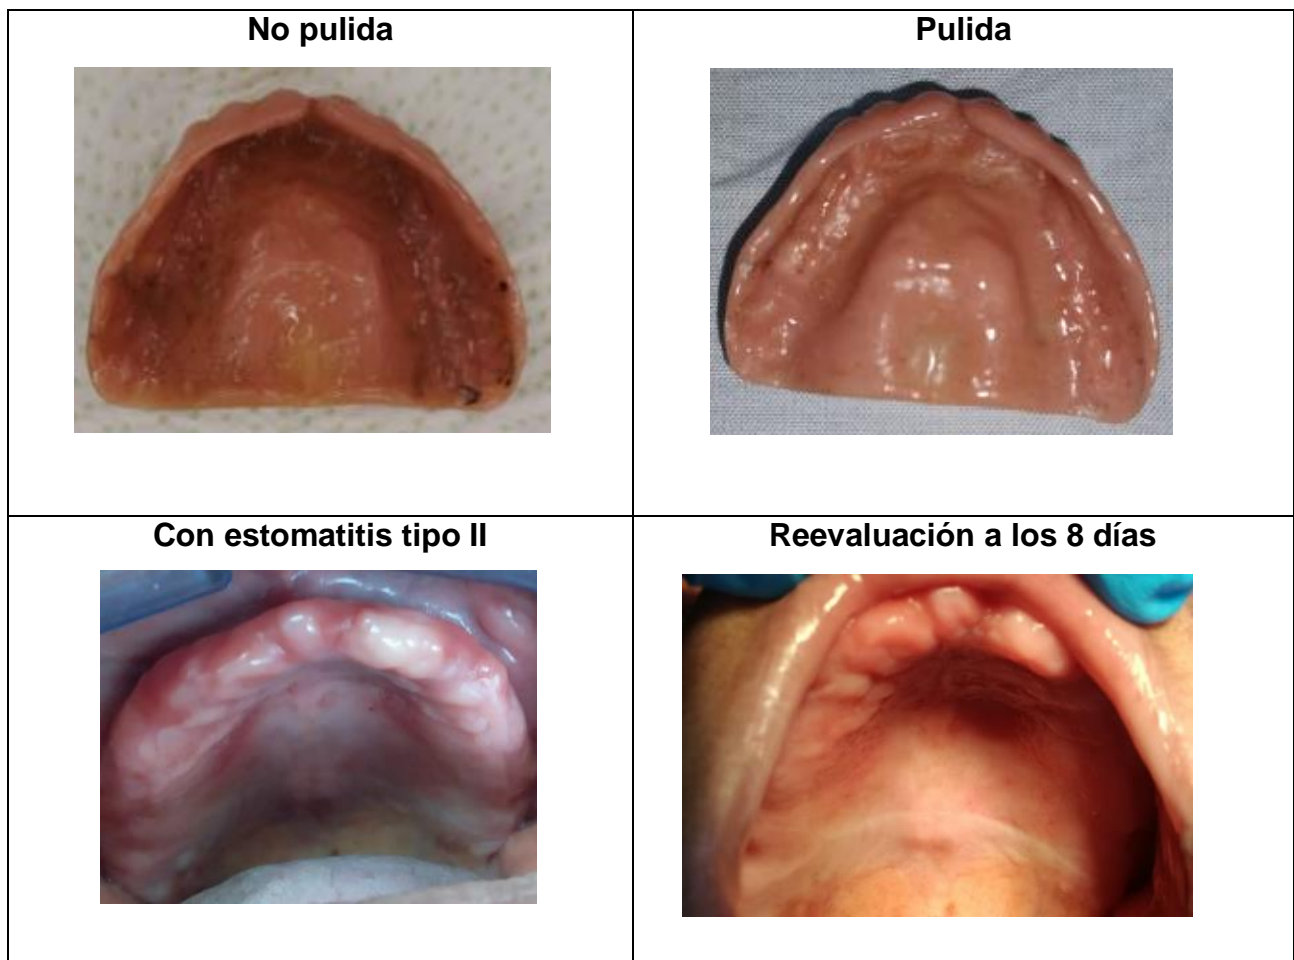 No pulida
Pulida
Con estomatitis tipo II
Reevaluación a los 8 días